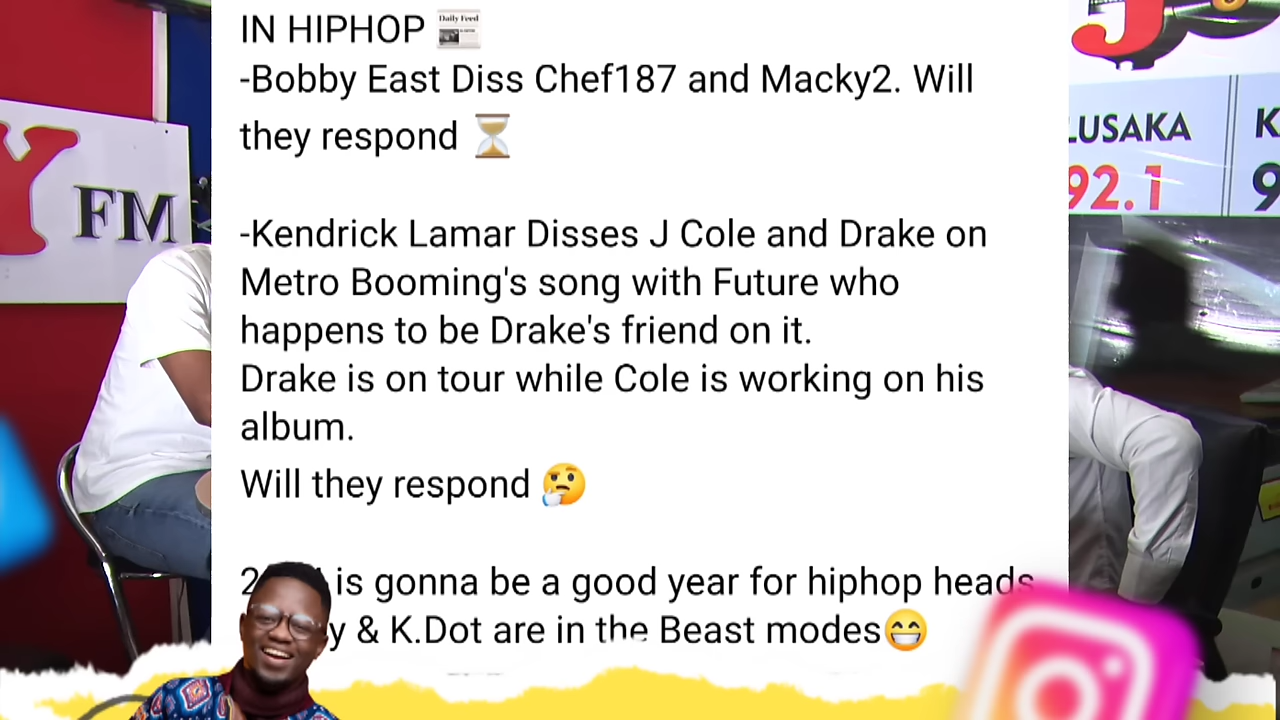 IN HIPHOP
Daily Feed
-Bobby East Diss Chef187 and Macky2. Will
they respond
-Kendrick Lamar Disses J Cole and Drake on
Metro Booming's song with Future who
happens to be Drake's friend on it.
Drake is on tour while Cole is working on his
album.
Will they respond
is gonna be a good year for hiphop heads
& K.Dot are in the Beast modes
FM
LUSAKA
92.1